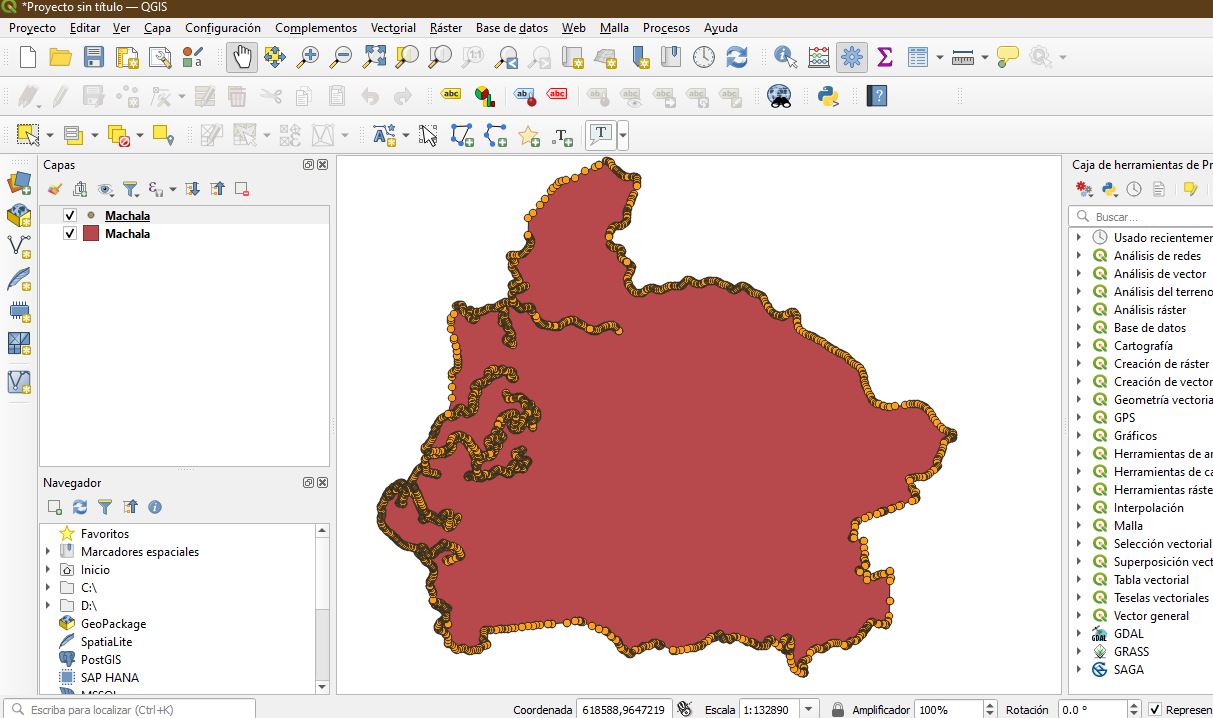 *Proyecto sin título — QGIS
Proyecto Editar Ver Capa Configuración Complementos Vectorial Ráster Base de datos Web Malla Procesos Ayuda
abc abc abc
T T
Capas
Machala
Machala
Navegador
Favoritos
Marcadores espaciales
Inicio
C:\
D:\
GeoPackage
SpatiaLite
PostGIS
SAP HANA
MSSQL
Caja de herramientas de Pr
Buscar...
Usado recientemen
Análisis de redes
Análisis de vector
Análisis del terreno
Análisis ráster
Base de datos
Cartografía
Creación de ráster
Creación de vector
Geometría vectoria
GPS
Gráficos
Herramientas de an
Herramientas de ca
Herramientas ráste
Interpolación
Malla
Selección vectorial
Superposición vect
Tabla vectorial
Teselas vectoriales
Vector general
GDAL
GRASS
SAGA
Escriba para localizar (Ctrl+K) Coordenada 618588,9647219 Escala 1:132890 Amplificador 100% Rotación 0.0 ° Represen